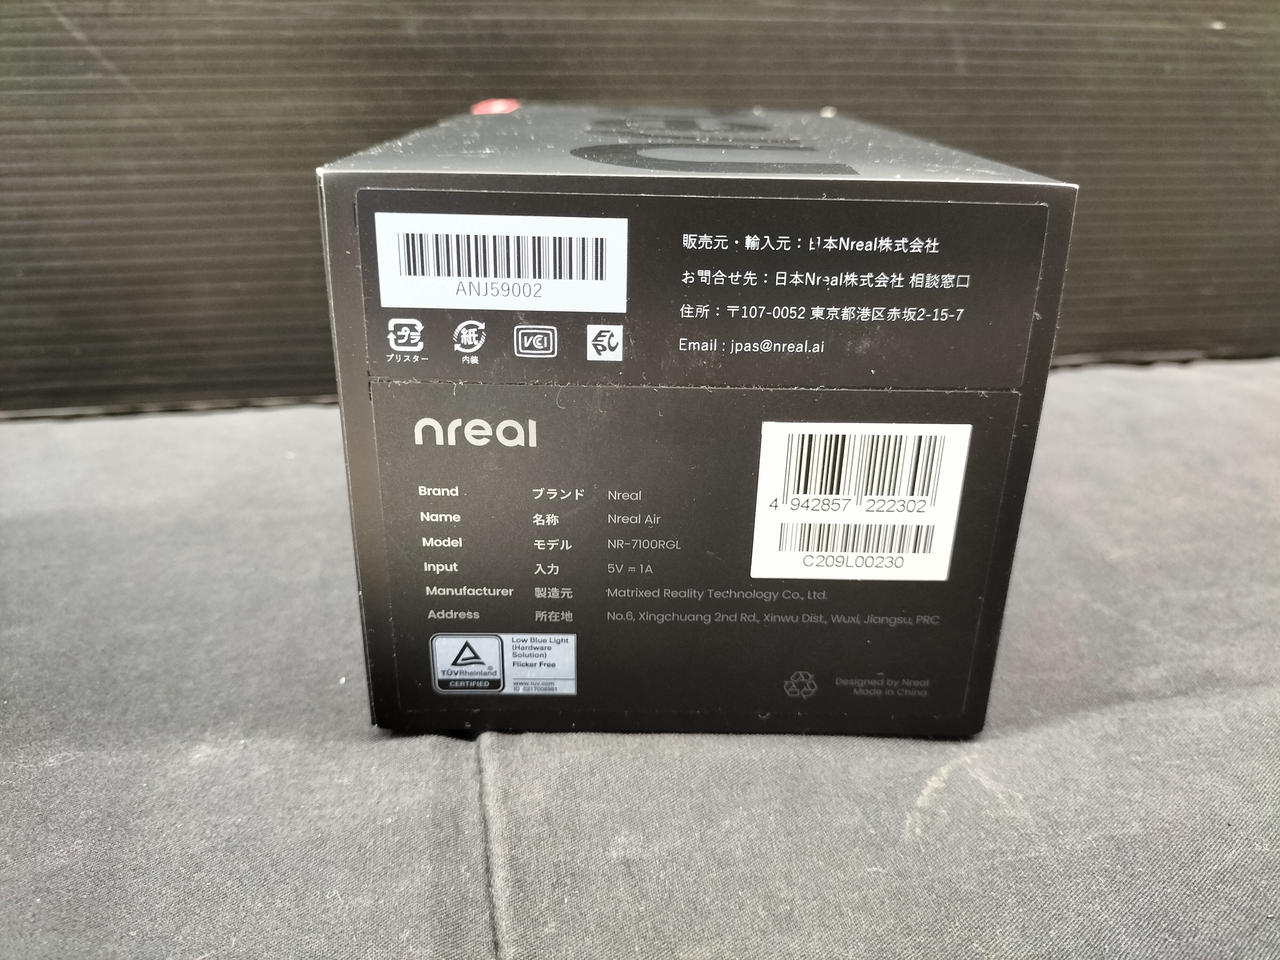 ANJ59002
プラ
ブリスター
紙
内装
VCCI
販売元・輸入元：日本Nreal株式会社
お問合せ先：日本Nreal株式会社 相談窓口
住所：〒107-0052 東京都港区赤坂2-15-7
Email : jpas@nreal.ai
nreal
Brand ブランド Nreal
Name 名称 Nreal Air
Model モデル NR-7100RGL
Input 入力 5V ⎓ 1A
Manufacturer 製造元 Matrixed Reality Technology Co., Ltd.
Address 所在地 No.6, Xingchuang 2nd Rd., Xinwu Dist., Wuxi, Jiangsu, PRC
4 942857 222302
C209L00230
TÜVRheinland
CERTIFIED
Low Blue Light
(Hardware
Solution)
Flicker Free
www.tuv.com
Designed by Nreal
Made in China